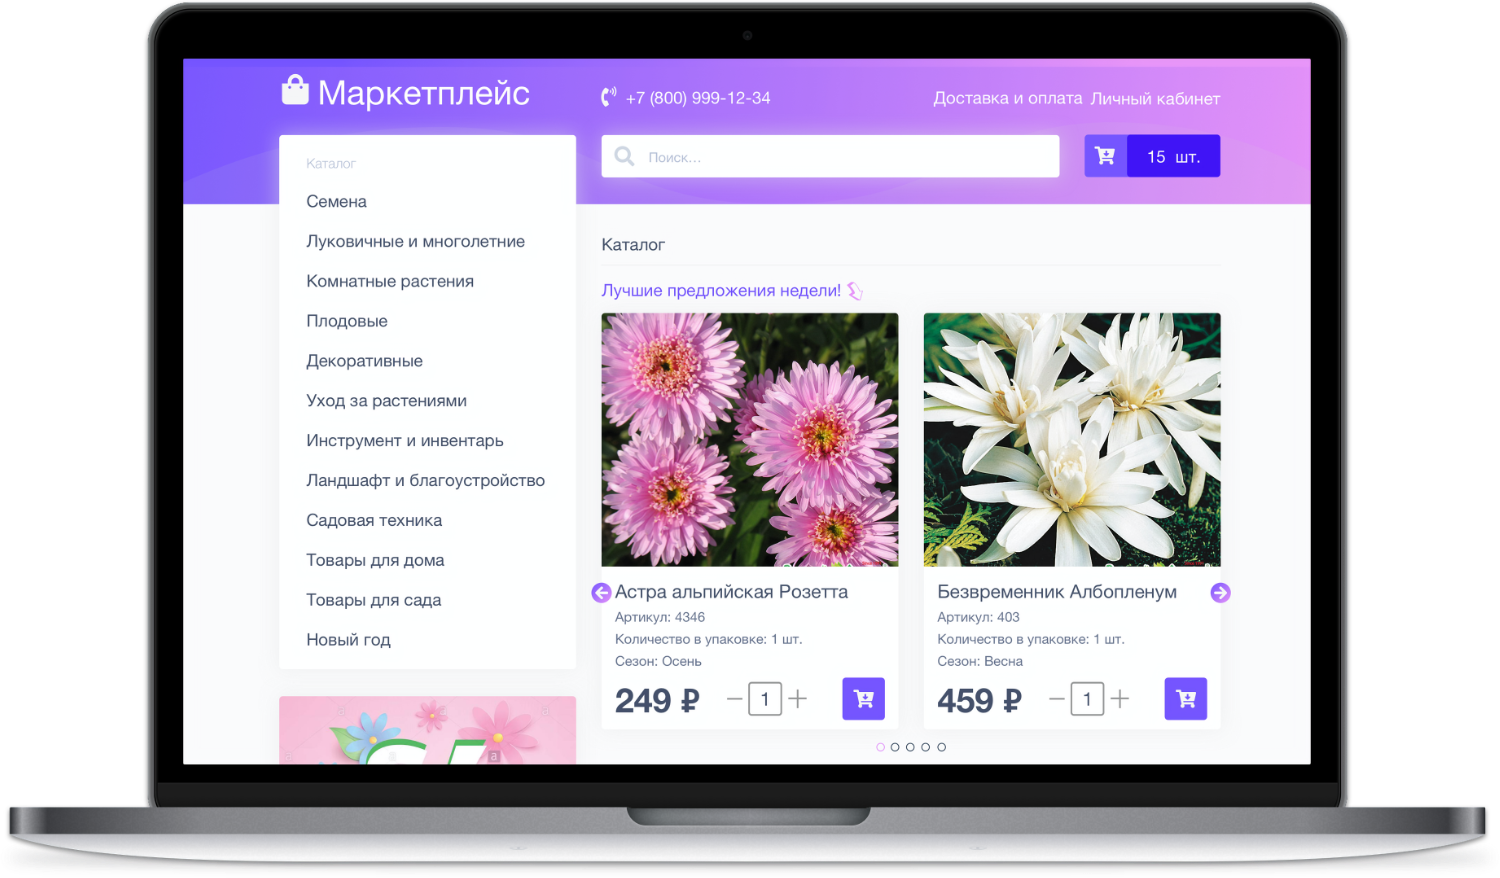 Маркетплейс
+7 (800) 999-12-34
Доставка и оплата
Личный кабинет
Поиск...
15 шт.
Каталог
Семена
Луковичные и многолетние
Комнатные растения
Плодовые
Декоративные
Уход за растениями
Инструмент и инвентарь
Ландшафт и благоустройство
Садовая техника
Товары для дома
Товары для сада
Новый год
Каталог
Лучшие предложения недели!
Астра альпийская Розетта
Артикул: 4346
Количество в упаковке: 1 шт.
Сезон: Осень
249 ₽
1
Безвременник Албопленум
Артикул: 403
Количество в упаковке: 1 шт.
Сезон: Весна
459 ₽
1